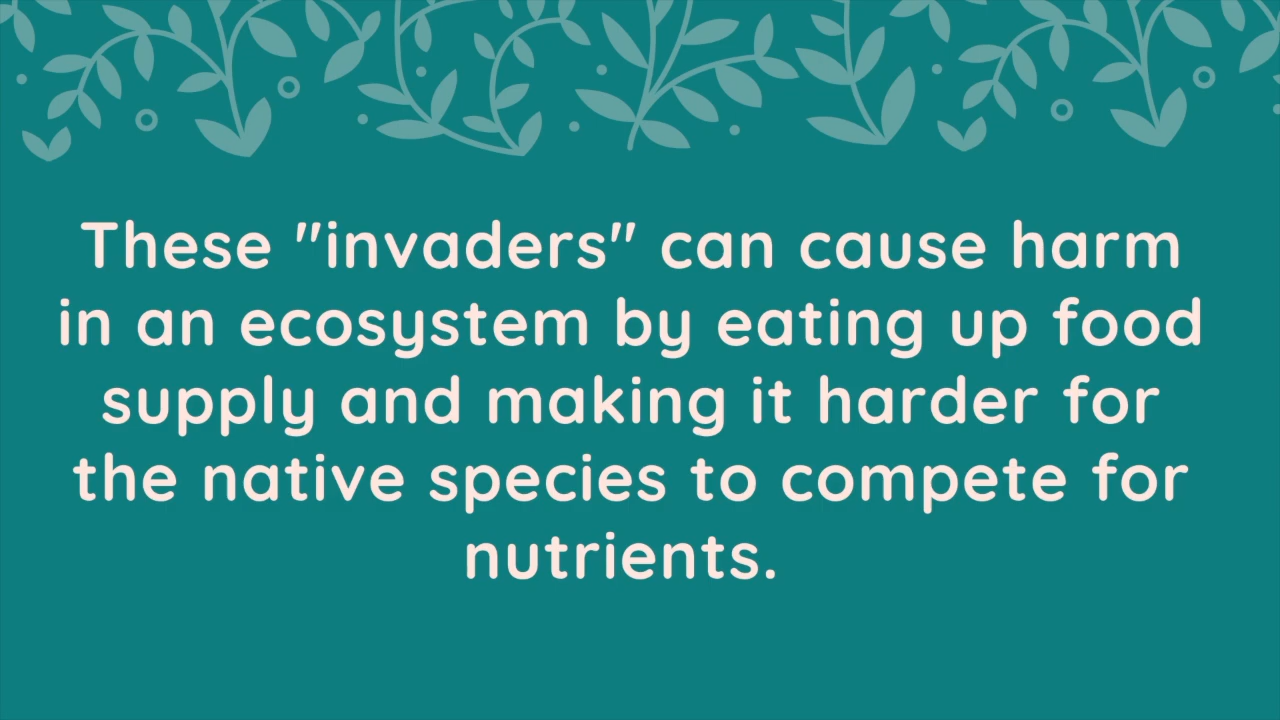 These "invaders" can cause harm
in an ecosystem by eating up food
supply and making it harder for
the native species to compete for
nutrients.